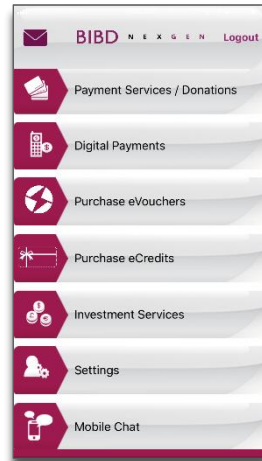 BIBD NEXGEN Logout
Payment Services / Donations
Digital Payments
Purchase eVouchers
Purchase eCredits
Investment Services
Settings
Mobile Chat